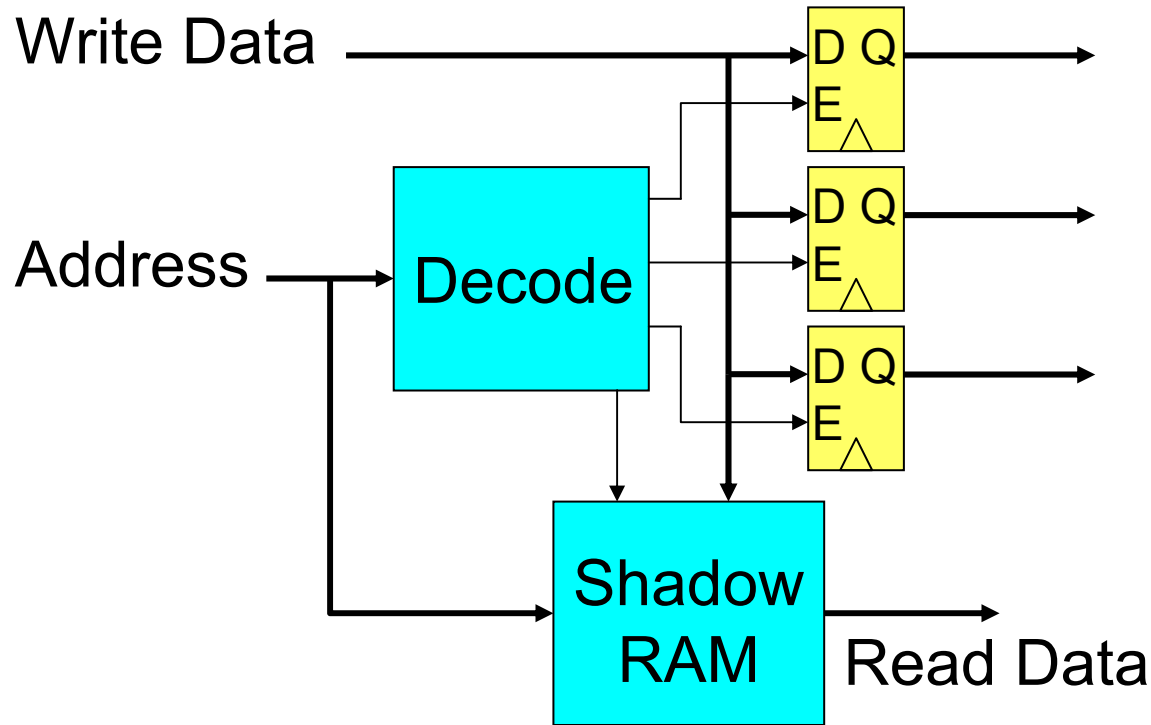 Write Data
D Q
E
Address
Decode
D Q
E
D Q
E
Shadow
RAM
Read Data